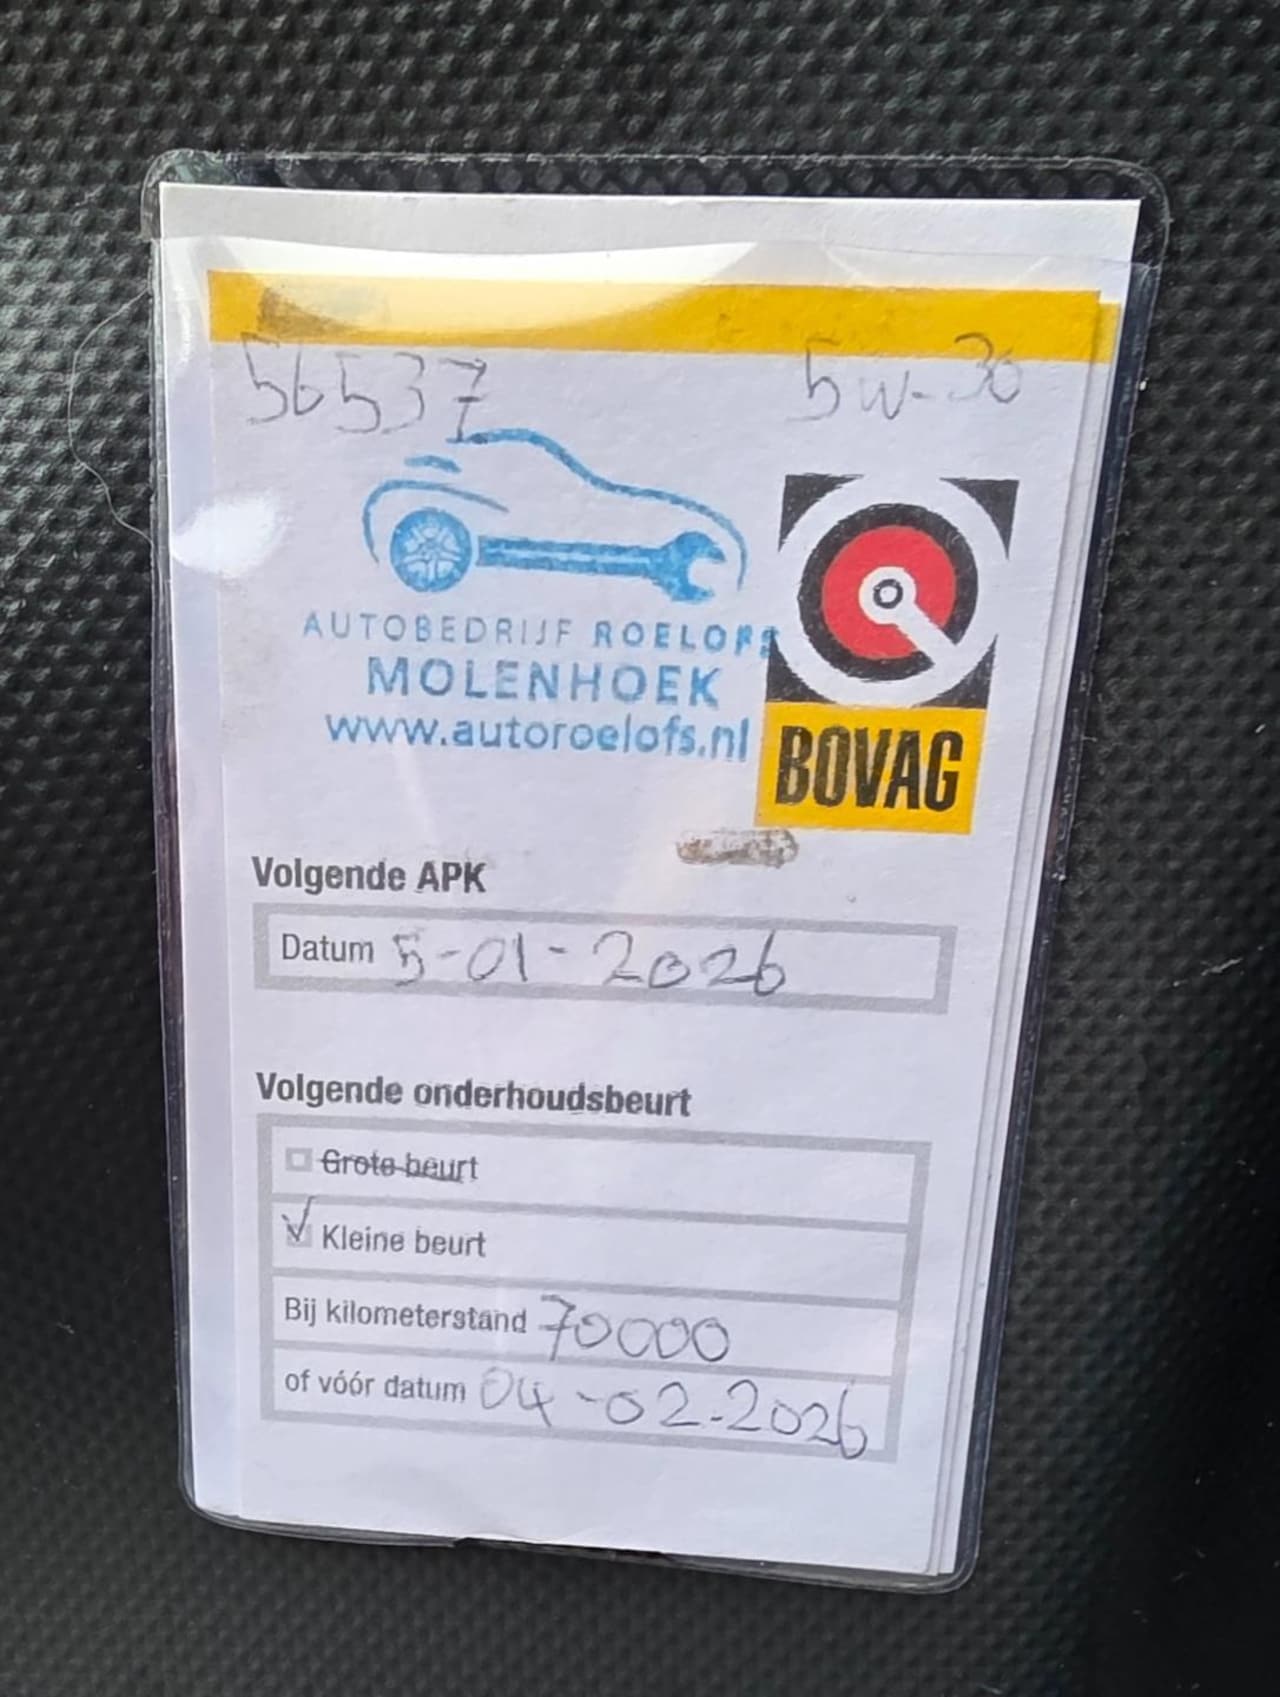 56537 5w-30
AUTOBEDRIJF ROELOFS
MOLENHOEK
www.autoroelofs.nl
BOVAG
Volgende APK
Datum 5-01-2026
Volgende onderhoudsbeurt
Grote beurt
Kleine beurt
Bij kilometerstand 70000
of vóór datum 04-02-2026